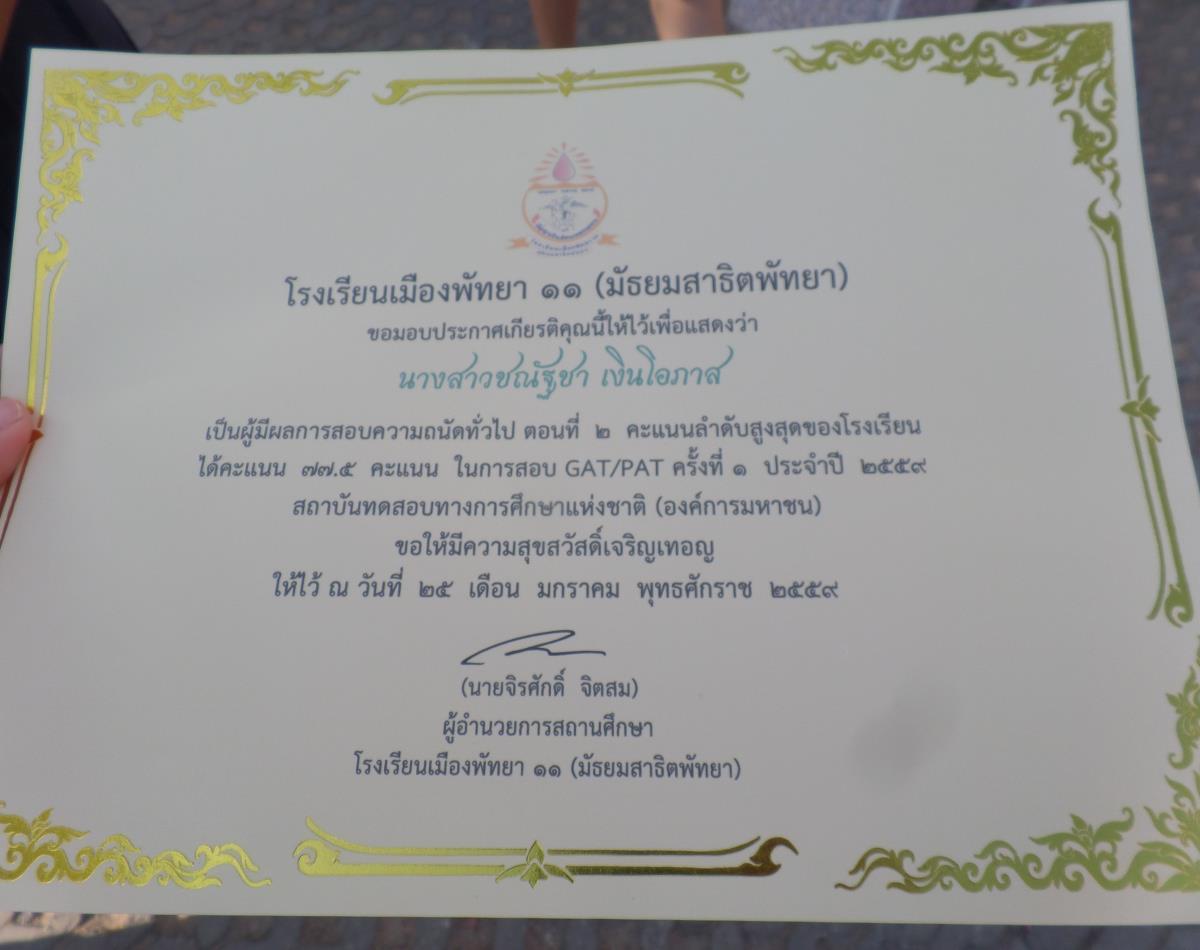 โรงเรียนเมืองพัทยา ๑๑ (มัธยมสาธิตพัทยา)
ขอมอบประกาศเกียรติคุณนี้ให้ไว้เพื่อแสดงว่า
นางสาวชณัฐชา เงินโอภาส
เป็นผู้มีผลการสอบความถนัดทั่วไป ตอนที่ ๒ คะแนนลำดับสูงสุดของโรงเรียน
ได้คะแนน ๗๗.๕ คะแนน ในการสอบ GAT/PAT ครั้งที่ ๑ ประจำปี ๒๕๕๙
สถาบันทดสอบทางการศึกษาแห่งชาติ (องค์การมหาชน)
ขอให้มีความสุขสวัสดิ์เจริญเทอญ
ให้ไว้ ณ วันที่ ๒๕ เดือน มกราคม พุทธศักราช ๒๕๕๙
(นายจิรศักดิ์ จิตสม)
ผู้อำนวยการสถานศึกษา
โรงเรียนเมืองพัทยา ๑๑ (มัธยมสาธิตพัทยา)